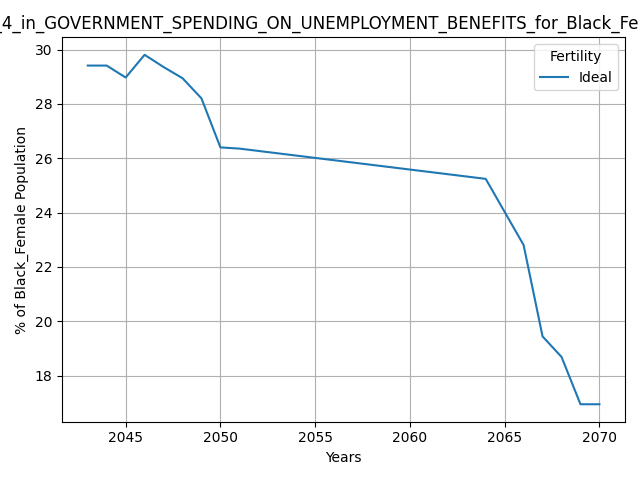 _4_in_GOVERNMENT_SPENDING_ON_UNEMPLOYMENT_BENEFITS_for_Black_Fe
Fertility
Ideal
% of Black_Female Population
30
28
26
24
22
20
18
2045 2050 2055 2060 2065 2070
Years